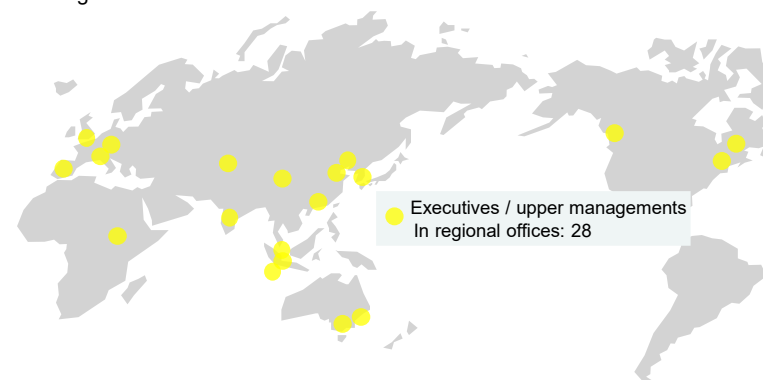 Executives / upper managements
In regional offices: 28